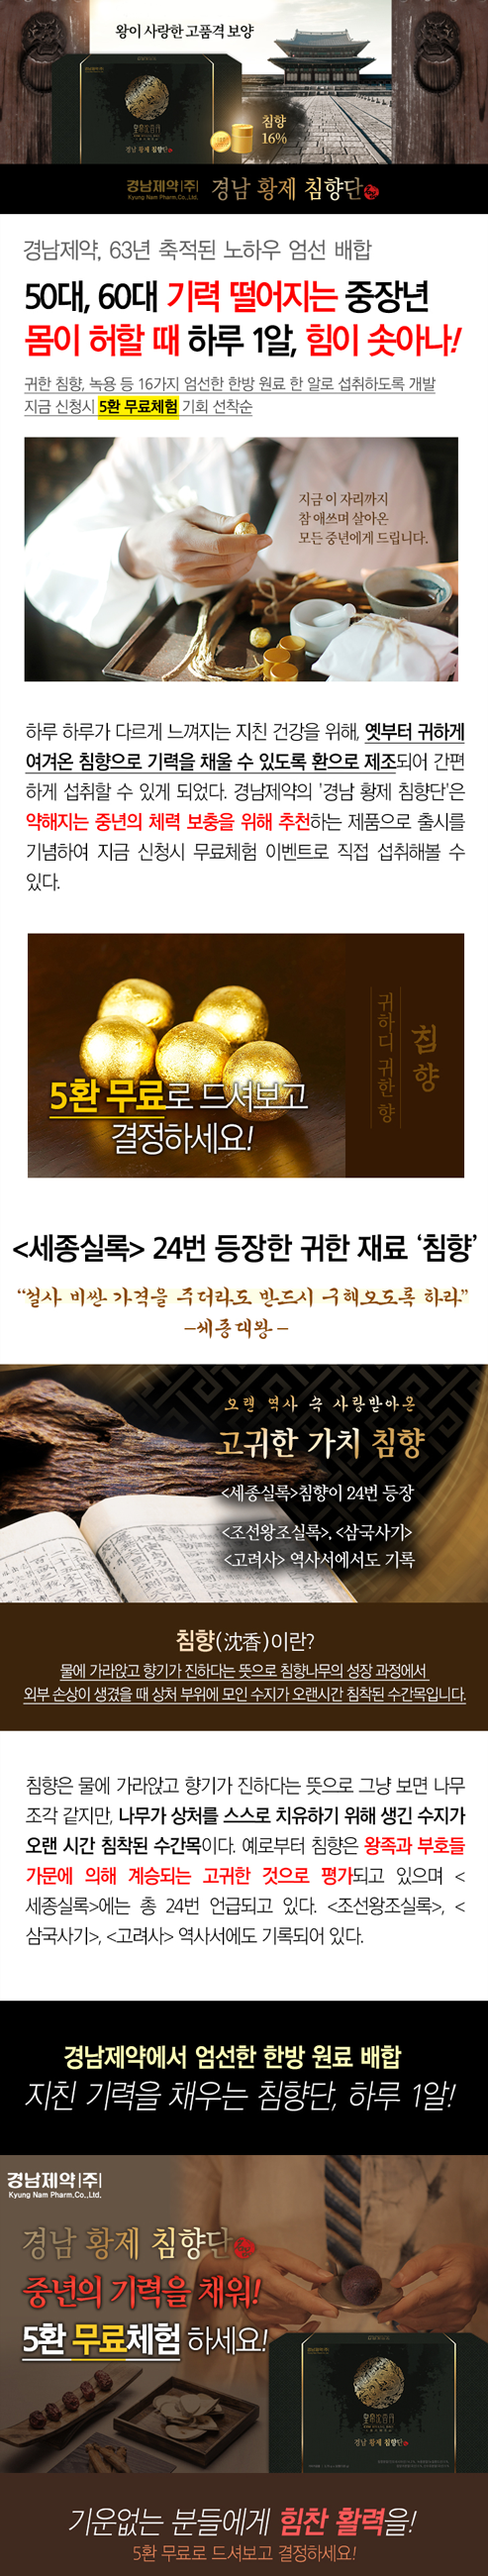 왕이 사랑한 고품격 보양
경남 황제 침향단
침향
16%
경남제약(주)
Kyung Nam Pharm.Co.,Ltd.
경남 황제 침향단
경남제약, 63년 축적된 노하우 엄선 배합
50대, 60대 기력 떨어지는 중장년
몸이 허할 때 하루 1알, 힘이 솟아나!
귀한 침향, 녹용 등 16가지 엄선한 한방 원료 한 알로 섭취하도록 개발
지금 신청시 5환 무료체험 기회 선착순
지금 이 자리까지
참 애쓰며 살아온
모든 중년에게 드립니다.
하루 하루가 다르게 느껴지는 지친 건강을 위해, 옛부터 귀하게
여겨온 침향으로 기력을 채울 수 있도록 환으로 제조되어 간편
하게 섭취할 수 있게 되었다. 경남제약의 '경남 황제 침향단'은
약해지는 중년의 체력 보충을 위해 추천하는 제품으로 출시를
기념하여 지금 신청시 무료체험 이벤트로 직접 섭취해볼 수
있다.
5환 무료로 드셔보고
결정하세요!
귀하디 귀한 향
침향
<세종실록> 24번 등장한 귀한 재료 ‘침향’
“설사 비싼 가격을 주더라도 반드시 구해오도록 하라”
–세종대왕–
오랜 역사 속 사랑받아온
고귀한 가치 침향
<세종실록>침향이 24번 등장
<조선왕조실록>. <삼국사기>
<고려사> 역사서에서도 기록
침향(沈香)이란?
물에 가라앉고 향기가 진하다는 뜻으로 침향나무의 성장 과정에서
외부 손상이 생겼을 때 상처 부위에 모인 수지가 오랜시간 침착된 수간목입니다.
침향은 물에 가라앉고 향기가 진하다는 뜻으로 그냥 보면 나무
조각 같지만, 나무가 상처를 스스로 치유하기 위해 생긴 수지가
오랜 시간 침착된 수간목이다. 예로부터 침향은 왕족과 부호들
가문에 의해 계승되는 고귀한 것으로 평가되고 있으며 <
세종실록>에는 총 24번 언급되고 있다. <조선왕조실록>, <
삼국사기>, <고려사> 역사서에도 기록되어 있다.
경남제약에서 엄선한 한방 원료 배합
지친 기력을 채우는 침향단, 하루 1알!
경남제약(주)
Kyung Nam Pharm.Co.,Ltd.
경남 황제 침향단
중년의 기력을 채워!
5환 무료체험 하세요!
경남 황제 침향단
기운없는 분들에게 힘찬 활력을!
5환 무료로 드셔보고 결정하세요!